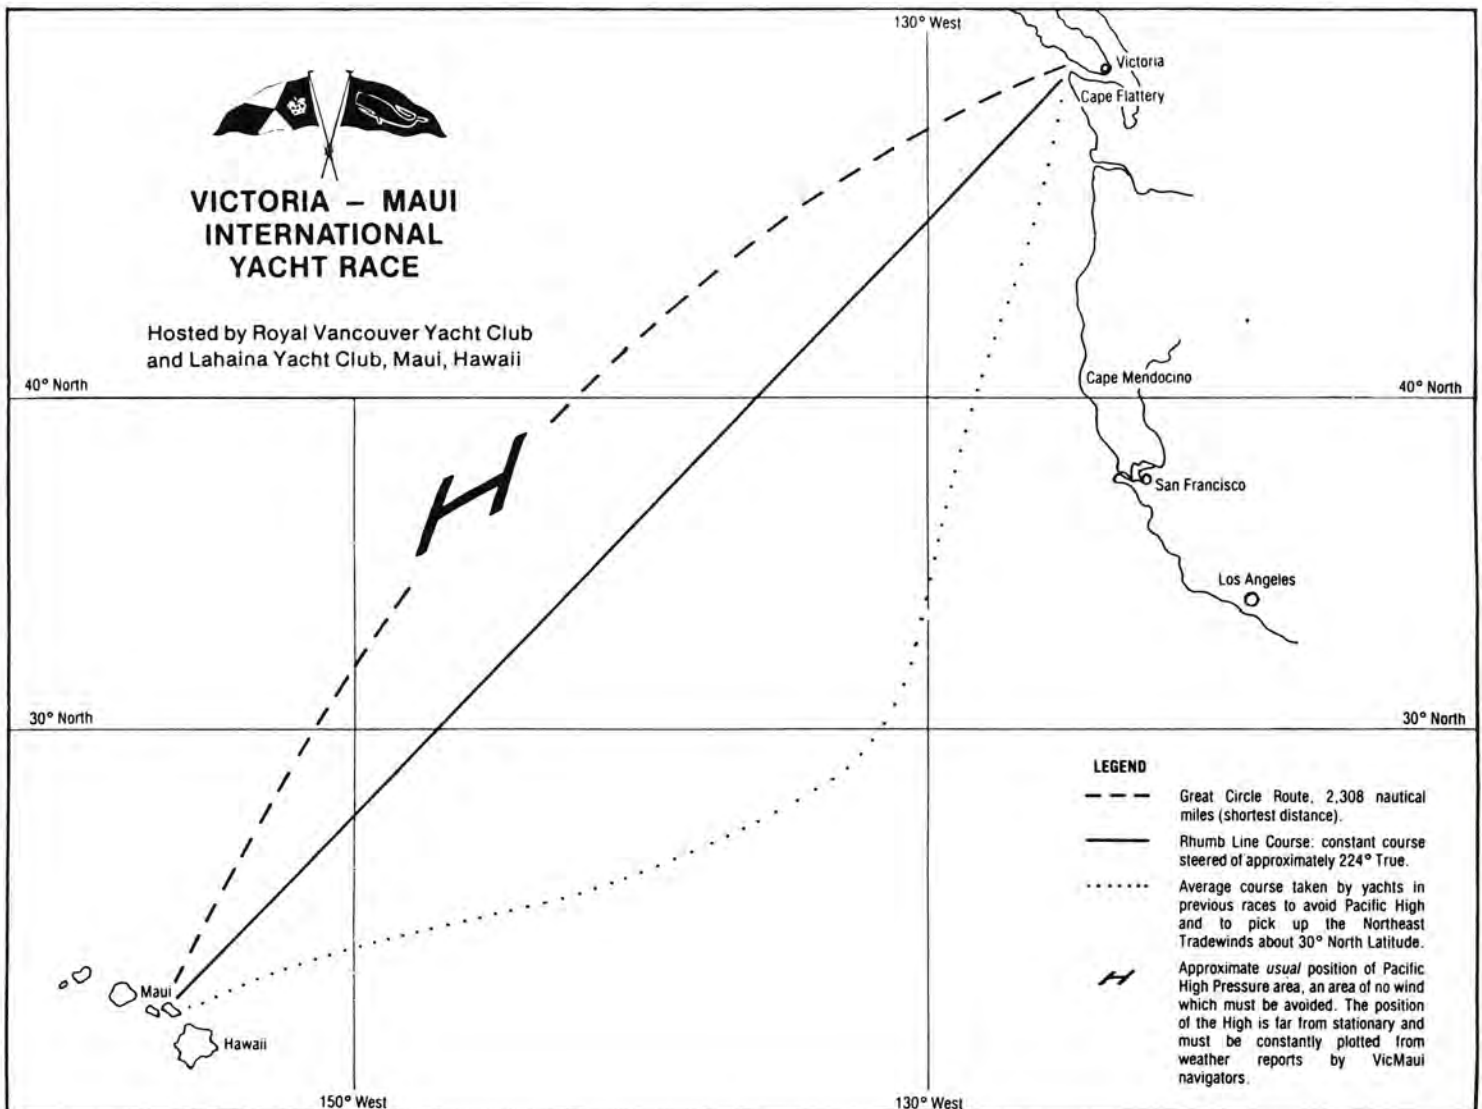 130° West
Victoria
Cape Flattery
VICTORIA – MAUI
INTERNATIONAL
YACHT RACE
Hosted by Royal Vancouver Yacht Club
and Lahaina Yacht Club, Maui, Hawaii
40° North
Cape Mendocino
40° North
H
San Francisco
Los Angeles
30° North
30° North
LEGEND
Great Circle Route, 2,308 nautical
miles (shortest distance).
Rhumb Line Course: constant course
steered of approximately 224° True.
Average course taken by yachts in
previous races to avoid Pacific High
and to pick up the Northeast
Tradewinds about 30° North Latitude.
H
Approximate usual position of Pacific
High Pressure area, an area of no wind
which must be avoided. The position
of the High is far from stationary and
must be constantly plotted from
weather reports by VicMaui
navigators.
Maui
Hawaii
150° West
130° West